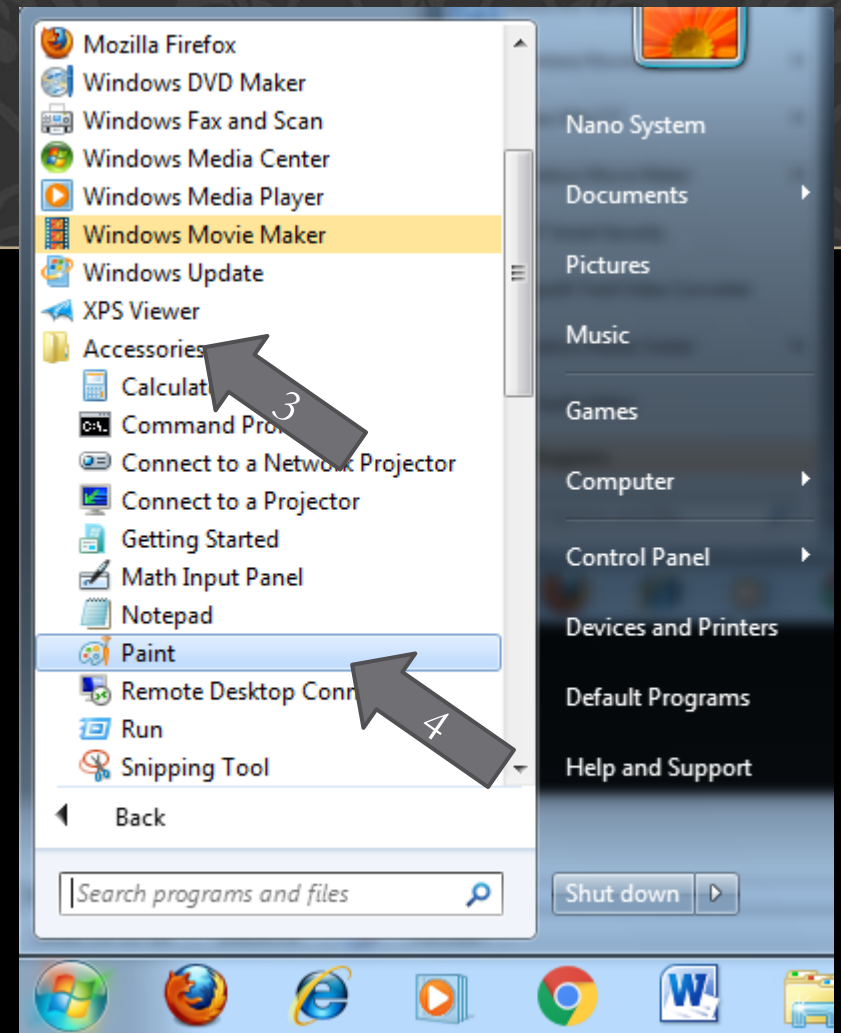 Mozilla Firefox
Windows DVD Maker
Windows Fax and Scan
Windows Media Center
Windows Media Player
Windows Movie Maker
Windows Update
XPS Viewer
Accessories
3
Command
Connect to a Network Projector
Connect to a Projector
Getting Started
Math Input Panel
Notepad
Paint
Remote Desktop
4
Run
Snipping Tool
Back
Search programs and files
Nano System
Documents
Pictures
Music
Games
Computer
Control Panel
Devices and Printers
Default Programs
Help and Support
Shut down
C:\.
W